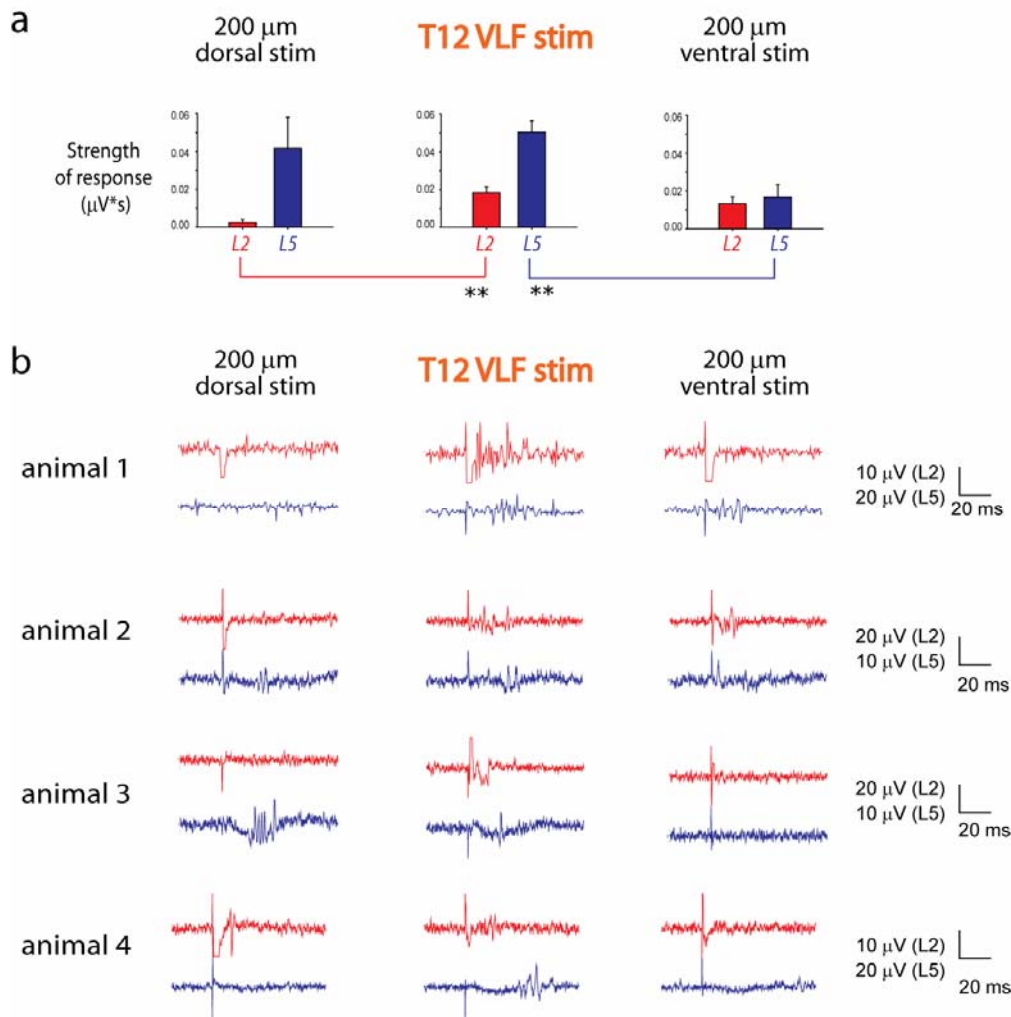 a
200 μm
dorsal stim
T12 VLF stim
200 μm
ventral stim
Strength
of response
(μV*s)
0.06
0.04
0.02
0.00
L2
L5
0.06
0.04
0.02
0.00
L2
L5
0.06
0.04
0.02
0.00
L2
L5
**
**
b
200 μm
dorsal stim
T12 VLF stim
200 μm
ventral stim
animal 1
10 μV (L2)
20 μV (L5)
20 ms
animal 2
20 μV (L2)
10 μV (L5)
20 ms
animal 3
20 μV (L2)
10 μV (L5)
20 ms
animal 4
10 μV (L2)
20 μV (L5)
20 ms